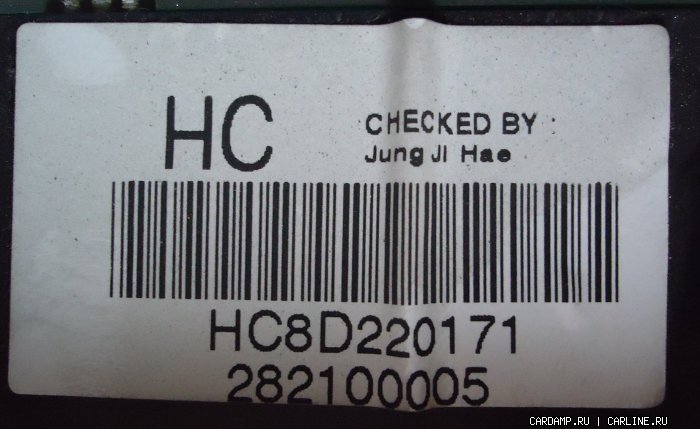 HC
CHECKED BY :
Jung JI Hae
HC8D220171
282100005
CARDAMP.RU | CARLINE.RU